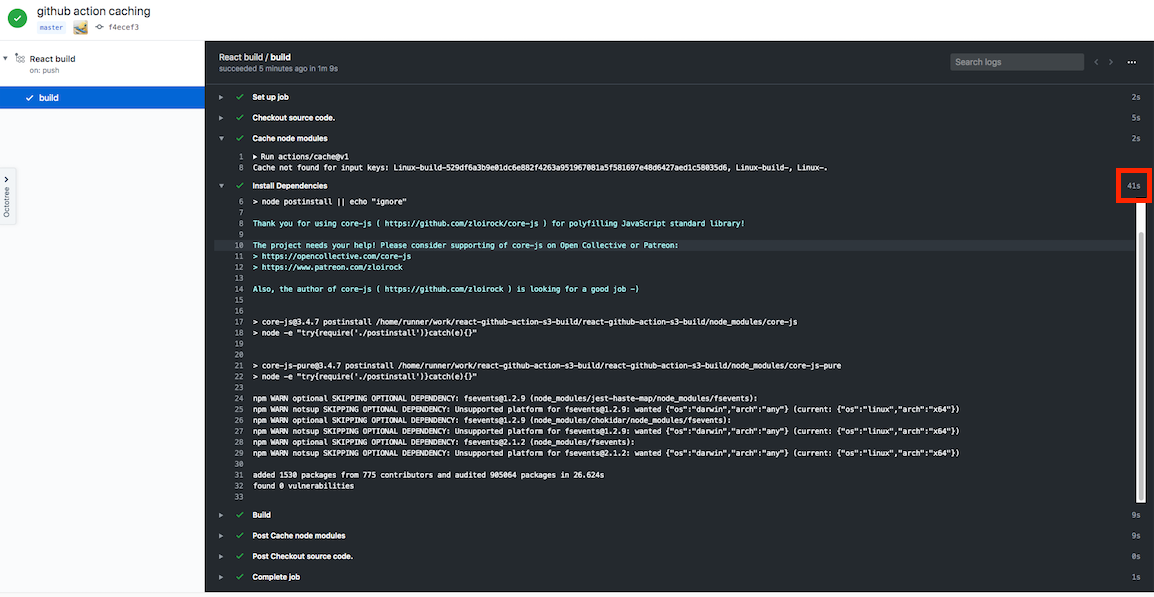 github action caching
master f4ecef3
React build
on: push
build
Octotree
React build / build
succeeded 5 minutes ago in 1m 9s
Search logs
Set up job 2s
Checkout source code. 5s
Cache node modules 2s
1 Run actions/cache@v1
8 Cache not found for input keys: Linux-build-529df6a3b9e01dc6e882f4263a951967081a5f581697e48d6427aed1c58035d6, Linux-build-, Linux-.
Install Dependencies 41s
6 > node postinstall || echo "ignore"
7
8 Thank you for using core-js ( https://github.com/zloirock/core-js ) for polyfilling JavaScript standard library!
9
10 The project needs your help! Please consider supporting of core-js on Open Collective or Patreon:
11 > https://opencollective.com/core-js
12 > https://www.patreon.com/zloirock
13
14 Also, the author of core-js ( https://github.com/zloirock ) is looking for a good job -)
15
16
17 > core-js@3.4.7 postinstall /home/runner/work/react-github-action-s3-build/react-github-action-s3-build/node_modules/core-js
18 > node -e "try{require('./postinstall')}catch(e){}"
19
20
21 > core-js-pure@3.4.7 postinstall /home/runner/work/react-github-action-s3-build/react-github-action-s3-build/node_modules/core-js-pure
22 > node -e "try{require('./postinstall')}catch(e){}"
23
24 npm WARN optional SKIPPING OPTIONAL DEPENDENCY: fsevents@1.2.9 (node_modules/jest-haste-map/node_modules/fsevents):
25 npm WARN notsup SKIPPING OPTIONAL DEPENDENCY: Unsupported platform for fsevents@1.2.9: wanted {"os":"darwin","arch":"any"} (current: {"os":"linux","arch":"x64"})
26 npm WARN optional SKIPPING OPTIONAL DEPENDENCY: fsevents@1.2.9 (node_modules/chokidar/node_modules/fsevents):
27 npm WARN notsup SKIPPING OPTIONAL DEPENDENCY: Unsupported platform for fsevents@1.2.9: wanted {"os":"darwin","arch":"any"} (current: {"os":"linux","arch":"x64"})
28 npm WARN optional SKIPPING OPTIONAL DEPENDENCY: fsevents@2.1.2 (node_modules/fsevents):
29 npm WARN notsup SKIPPING OPTIONAL DEPENDENCY: Unsupported platform for fsevents@2.1.2: wanted {"os":"darwin","arch":"any"} (current: {"os":"linux","arch":"x64"})
30
31 added 1530 packages from 775 contributors and audited 905064 packages in 26.624s
32 found 0 vulnerabilities
33
Build 9s
Post Cache node modules 9s
Post Checkout source code. 0s
Complete job 1s